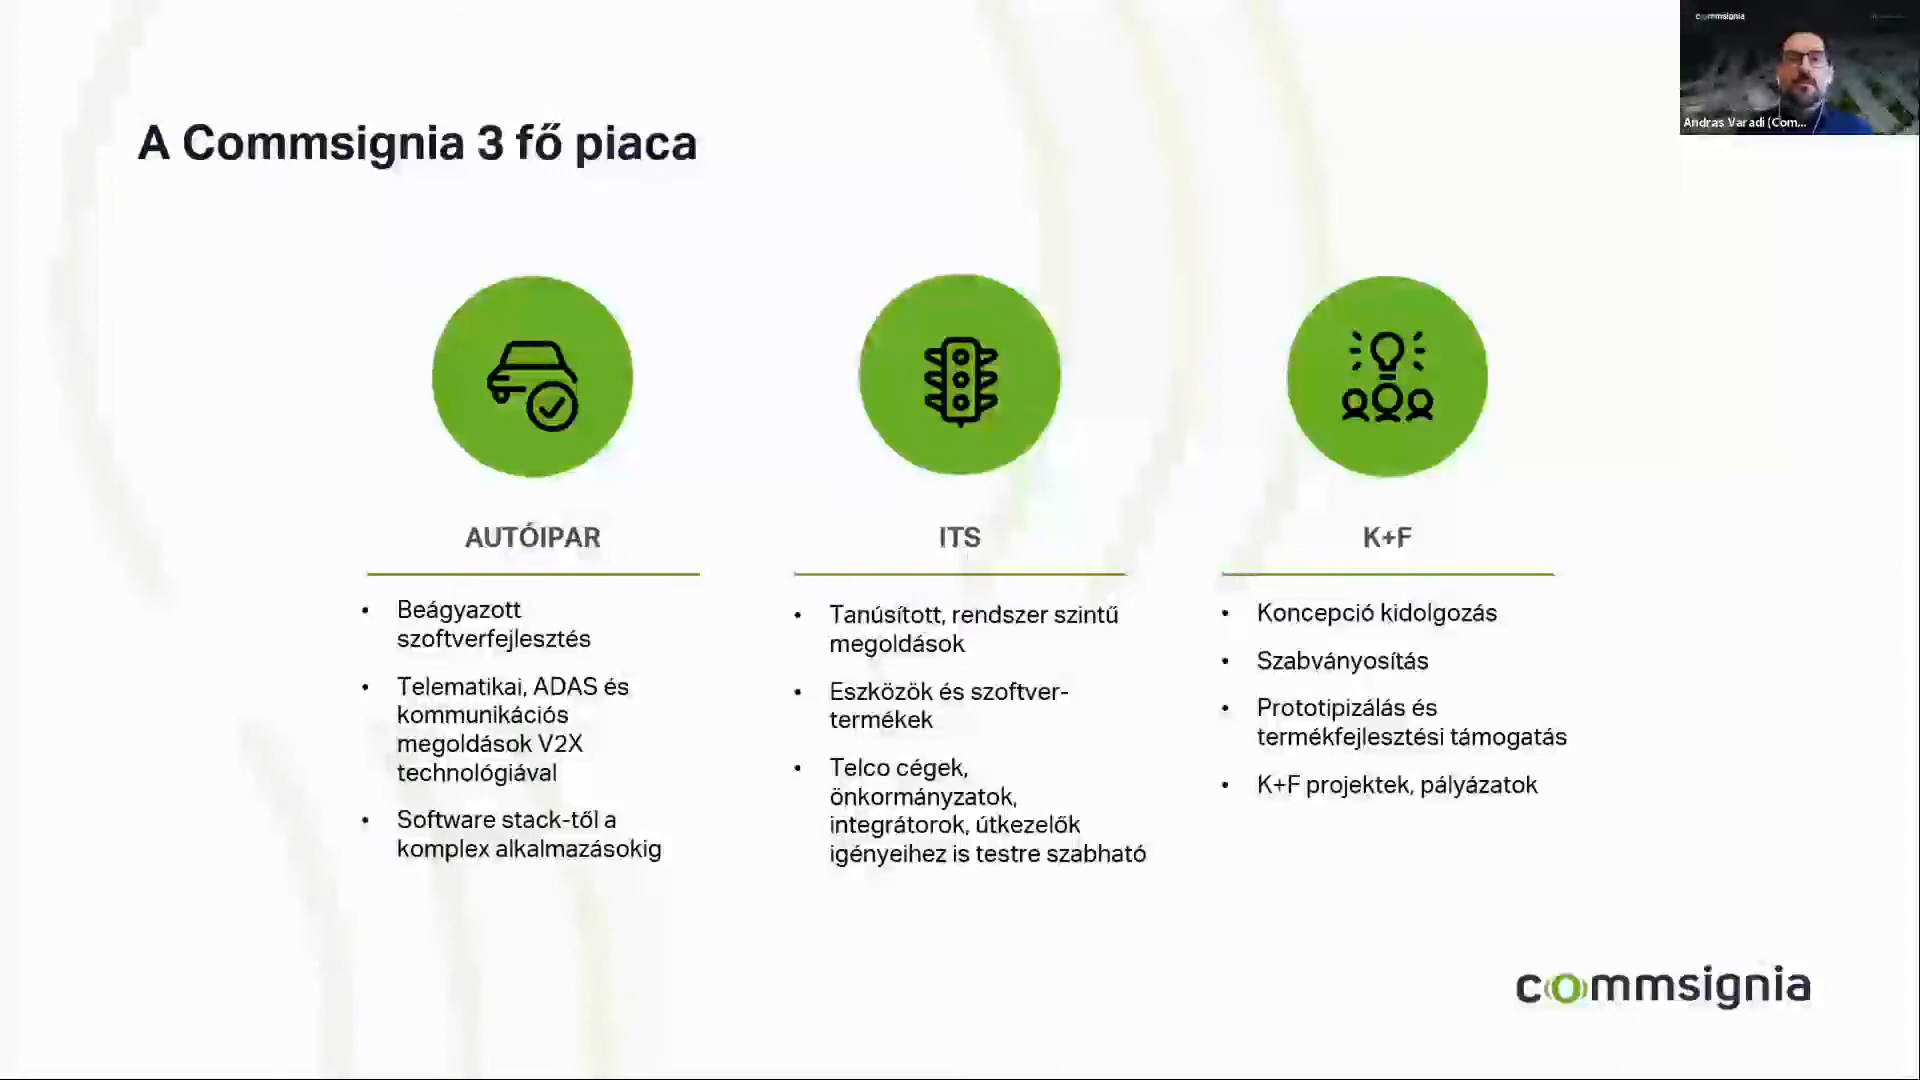 commsignia
Andras Varadi (Com...
A Commsignia 3 fő piaca
AUTÓIPAR
• Beágyazott
szoftverfejlesztés
• Telematikai, ADAS és
kommunikációs
megoldások V2X
technológiával
• Software stack-től a
komplex alkalmazásokig
ITS
• Tanúsított, rendszer szintű
megoldások
• Eszközök és szoftver-
termékek
• Telco cégek,
önkormányzatok,
integrátorok, útkezelők
igényeihez is testre szabható
K+F
• Koncepció kidolgozás
• Szabványosítás
• Prototipizálás és
termékfejlesztési támogatás
• K+F projektek, pályázatok
commsignia